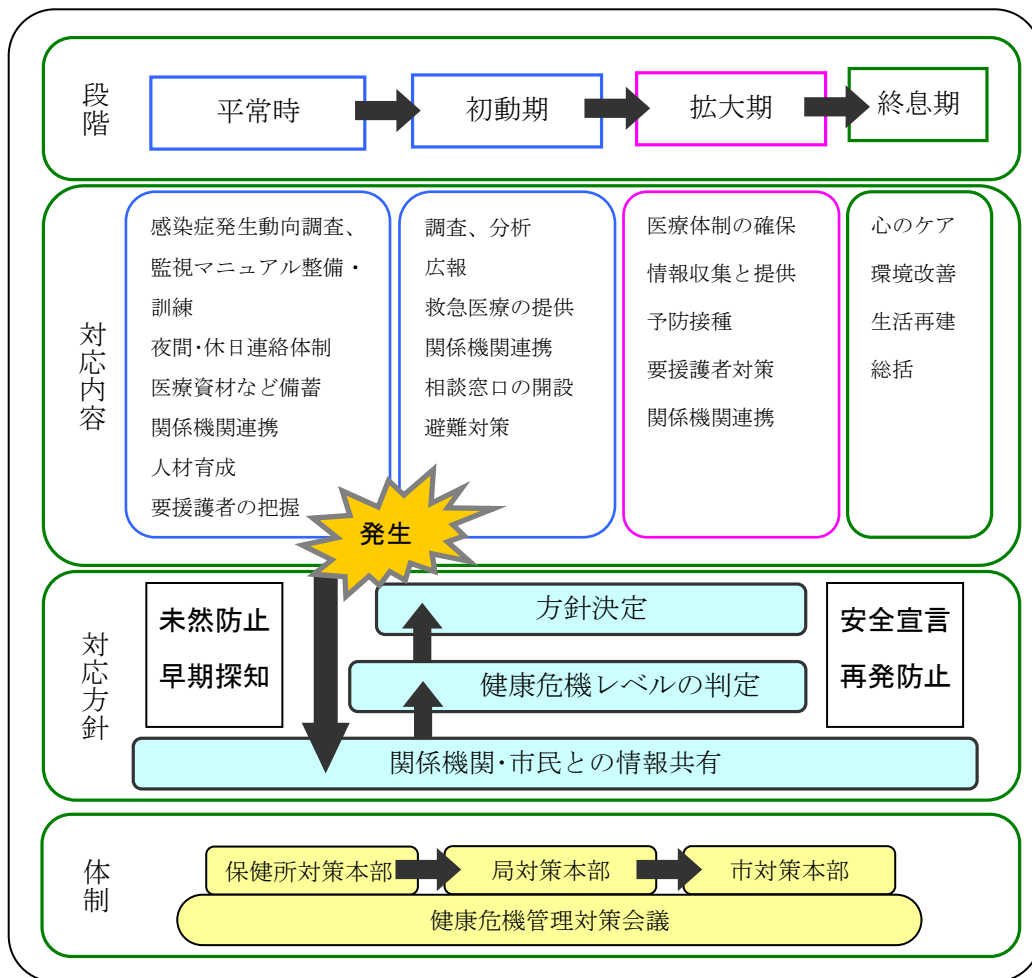 段階
平常時
初動期
拡大期
終息期
対応内容
感染症発生動向調査、
監視マニュアル整備・
訓練
夜間・休日連絡体制
医療資材など備蓄
関係機関連携
人材育成
要援護者の把握
調査、分析
広報
救急医療の提供
関係機関連携
相談窓口の開設
避難対策
医療体制の確保
情報収集と提供
予防接種
要援護者対策
関係機関連携
心のケア
環境改善
生活再建
総括
発生
対応方針
未然防止
早期探知
方針決定
健康危機レベルの判定
関係機関・市民との情報共有
安全宣言
再発防止
体制
保健所対策本部
局対策本部
市対策本部
健康危機管理対策会議